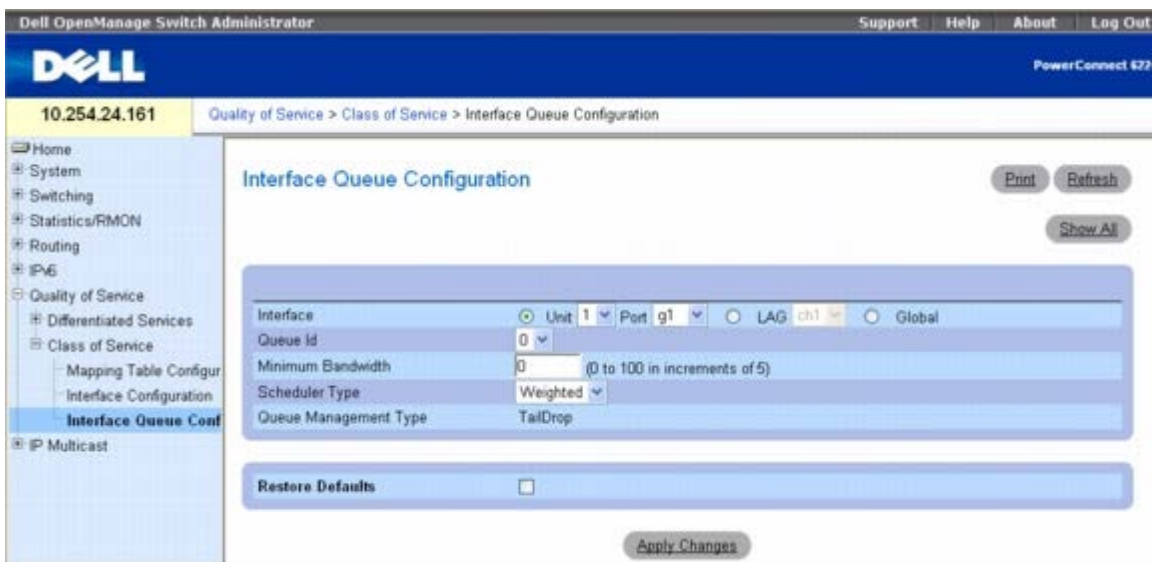 Dell OpenManage Switch Administrator
Support Help About Log Out
DELL
PowerConnect 622
10.254.24.161
Quality of Service > Class of Service > Interface Queue Configuration
Home
System
Switching
Statistics/RMON
Routing
IPv6
Quality of Service
Differentiated Services
Class of Service
Mapping Table Configur
Interface Configuration
Interface Queue Conf
IP Multicast
Interface Queue Configuration
Print Refresh
Show All
Interface Unit 1 Port g1 LAG ch1 Global
Queue Id 0
Minimum Bandwidth 0 (0 to 100 in increments of 5)
Scheduler Type Weighted
Queue Management Type TailDrop
Restore Defaults
Apply Changes